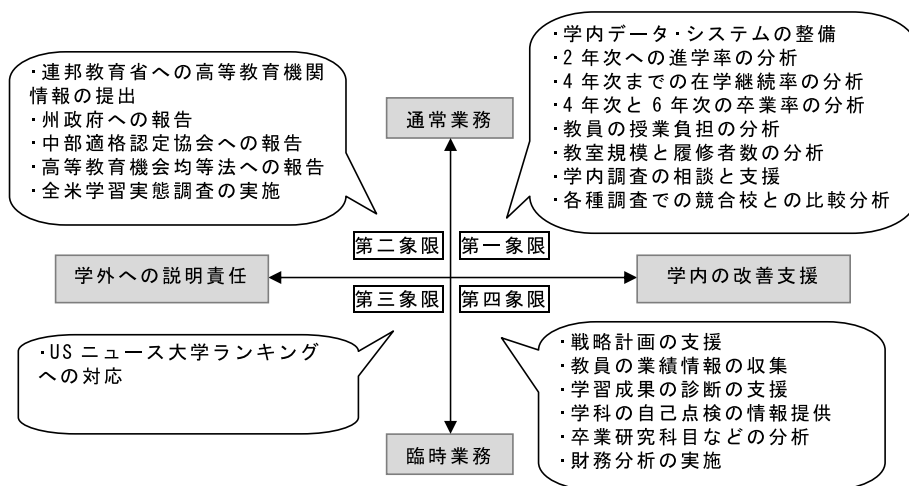 ・連邦教育省への高等教育機関
情報の提出
・州政府への報告
・中部適格認定協会への報告
・高等教育機会均等法への報告
・全米学習実態調査の実施
通常業務
・学内データ・システムの整備
・2年次への進学率の分析
・4年次までの在学継続率の分析
・4年次と6年次の卒業率の分析
・教員の授業負担の分析
・教室規模と履修者数の分析
・学内調査の相談と支援
・各種調査での競合校との比較分析
第二象限
第一象限
学外への説明責任
学内の改善支援
第三象限
第四象限
・USニュース大学ランキング
への対応
・戦略計画の支援
・教員の業績情報の収集
・学習成果の診断の支援
・学科の自己点検の情報提供
・卒業研究科目などの分析
・財務分析の実施
臨時業務